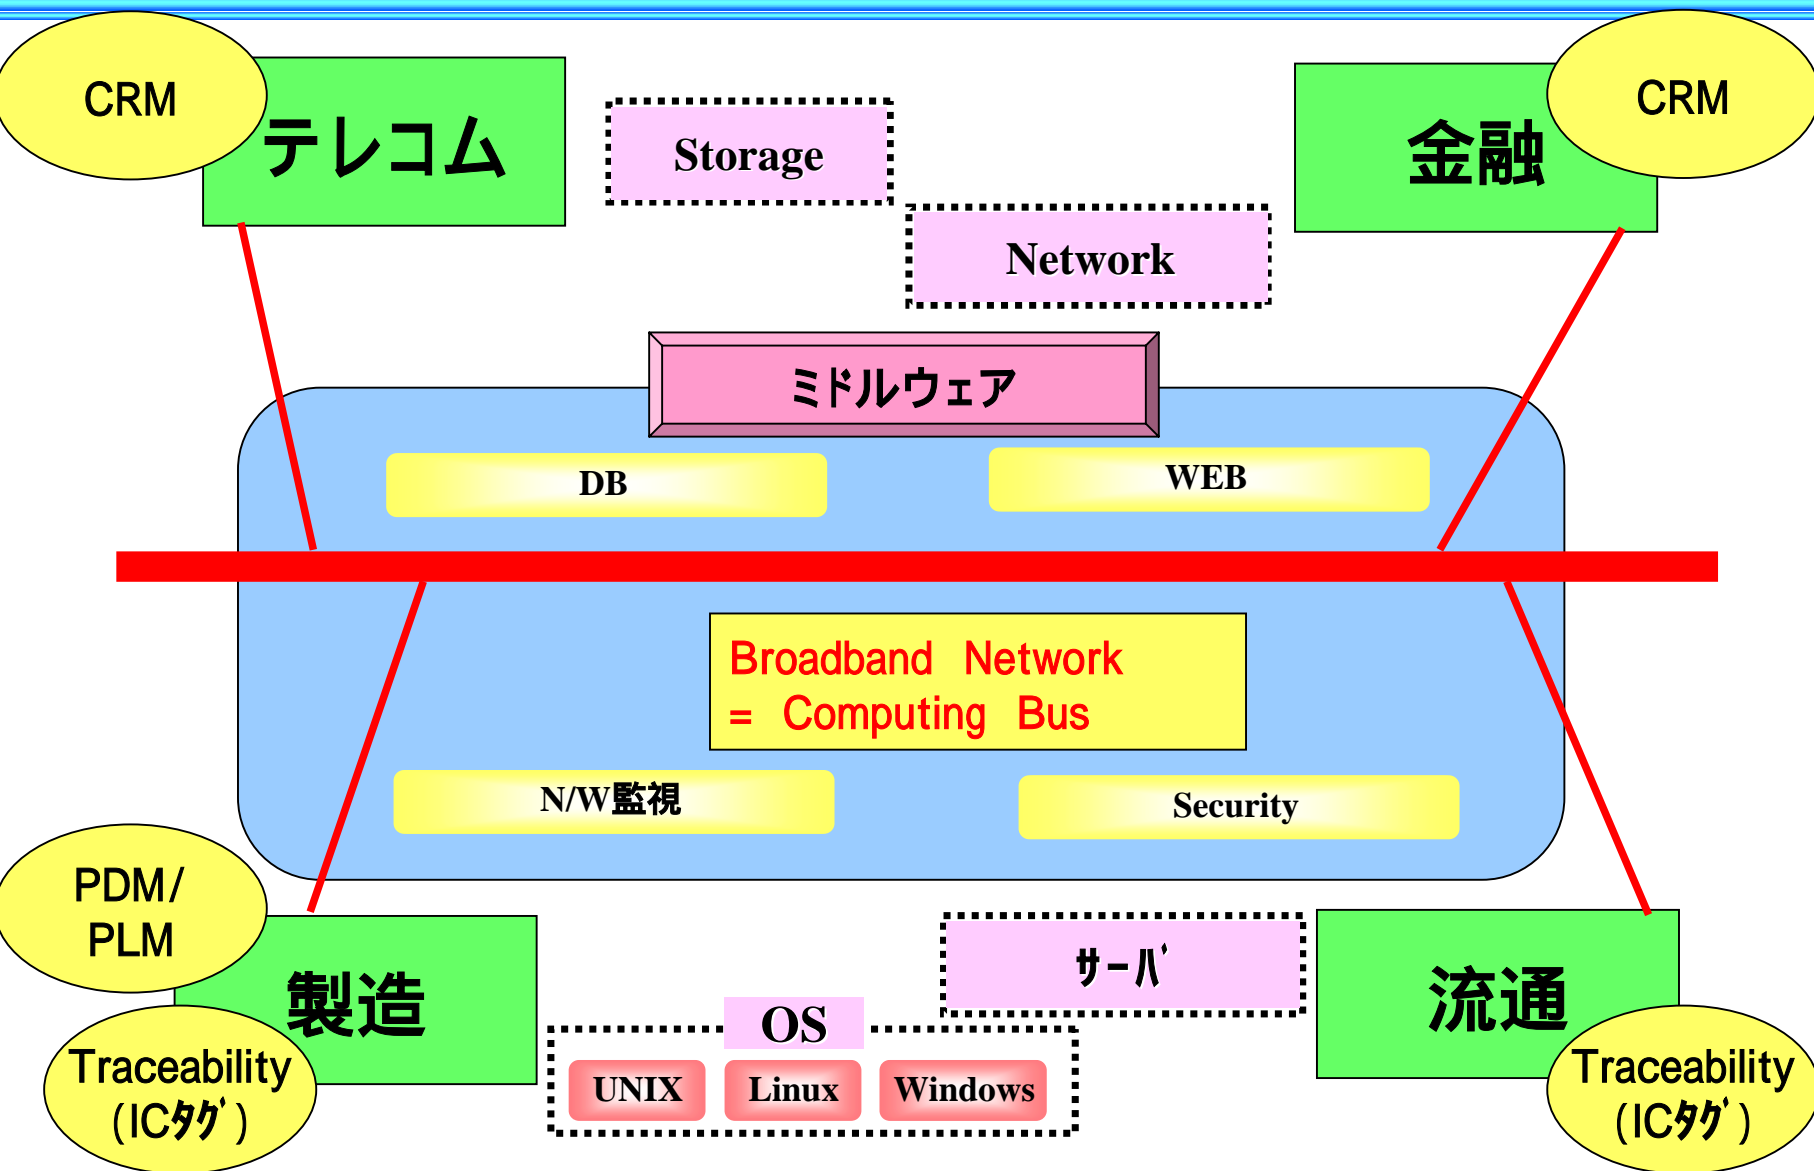 CRM
テレコム
Storage
金融
CRM
Network
ミドルウェア
DB
WEB
Broadband Network
= Computing Bus
N/W監視
Security
PDM/
PLM
製造
Traceability
(ICﾀｸﾞ)
サーバ
OS
UNIX
Linux
Windows
流通
Traceability
(ICﾀｸﾞ)